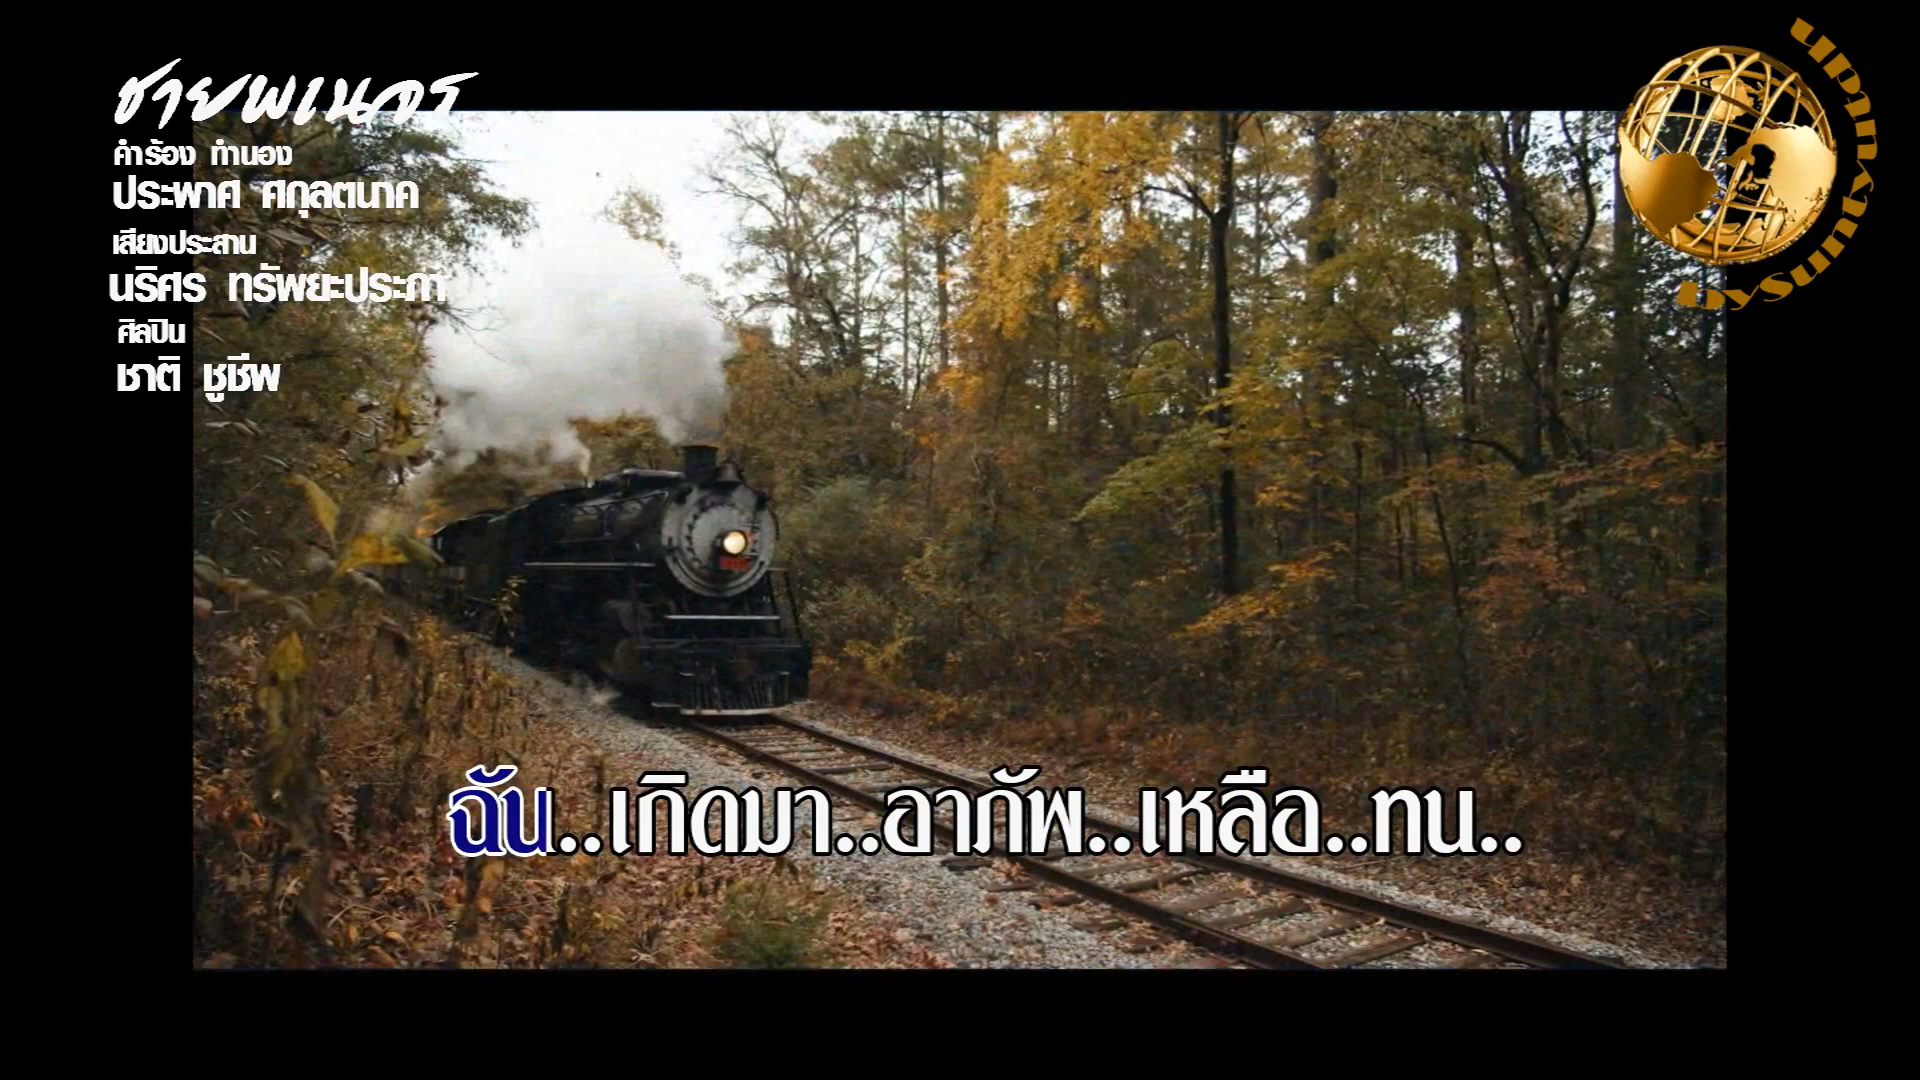 ชายพเนจร
คำร้อง ทำนอง
ประพาศ ศกุลตนาค
เสียงประสาน
นริศร ทรัพยะประภา
ศิลปิน
ชาติ ชูชีพ
bysumrum
ฉัน..เกิดมา..อาภัพ..เหลือ..ทน..